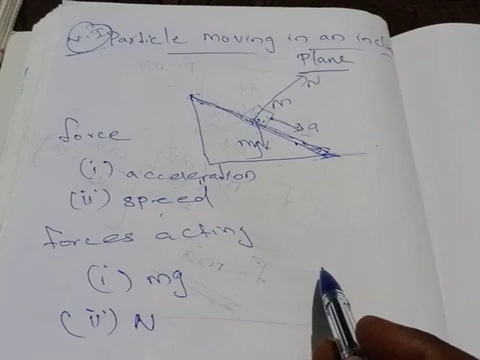 Particle moving in an incl
Plane
N
m
a
mg
force
(i) acceleration
(ii) speed
forces acting
(i) mg
(ii) N